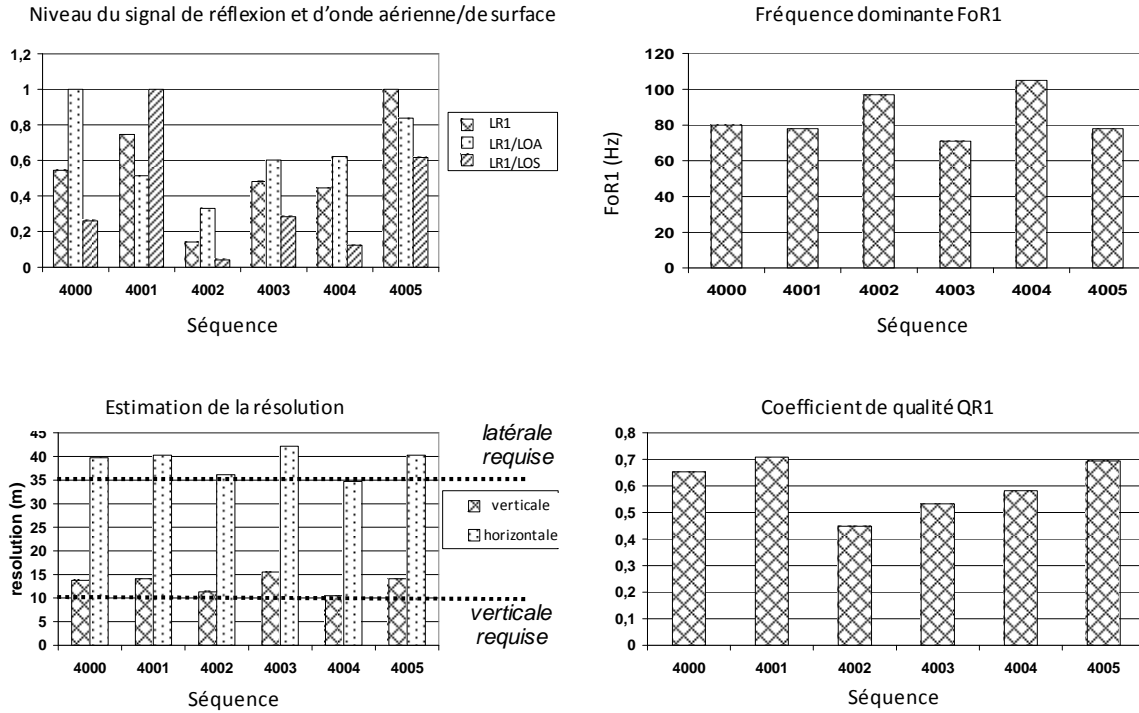 Niveau du signal de réflexion et d'onde aérienne/de surface
1,2
1
0,8
0,6
0,4
0,2
0
4000 4001 4002 4003 4004 4005
Séquence
LR1
LR1/LOA
LR1/LOS
Fréquence dominante FoR1
FoR1 (Hz)
120
100
80
60
40
20
0
4000 4001 4002 4003 4004 4005
Séquence
Estimation de la résolution
resolution (m)
45
40
35
30
25
20
15
10
5
0
4000 4001 4002 4003 4004 4005
Séquence
latérale
requise
verticale
horizontale
verticale
requise
Coefficient de qualité QR1
0,8
0,7
0,6
0,5
0,4
0,3
0,2
0,1
0
4000 4001 4002 4003 4004 4005
Séquence